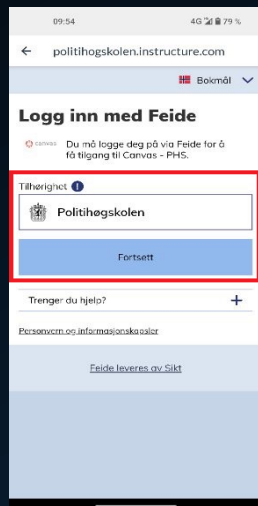 09:54 4G 79 %
politihogskolen.instructure.com
Bokmål
Logg inn med Feide
canvas Du må logge deg på via Feide for å
få tilgang til Canvas - PHS.
Tilhørighet
Politihøgskolen
Fortsett
Trenger du hjelp?
Personvern og informasjonskapsler
Feide leveres av Sikt